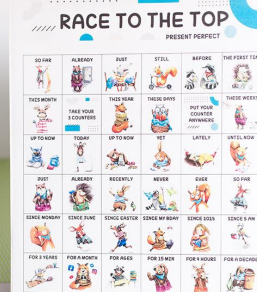 RACE TO THE TOP
PRESENT PERFECT
SO FAR ALREADY JUST STILL BEFORE THE FIRST TIME
THIS MONTH TAKE YOUR 3 COUNTERS THIS YEAR THESE DAYS PUT YOUR COUNTER ANYWHERE THESE WEEKS
UP TO NOW TODAY UP TO NOW YET LATELY UNTIL NOW
JUST ALREADY RECENTLY NEVER EVER SO FAR
SINCE MONDAY SINCE JUNE SINCE EASTER SINCE MY BDAY SINCE 2015 SINCE 5 AM
FOR 2 YEARS FOR A MONTH FOR AGES FOR 15 MIN FOR 4 HOURS FOR A DECADE